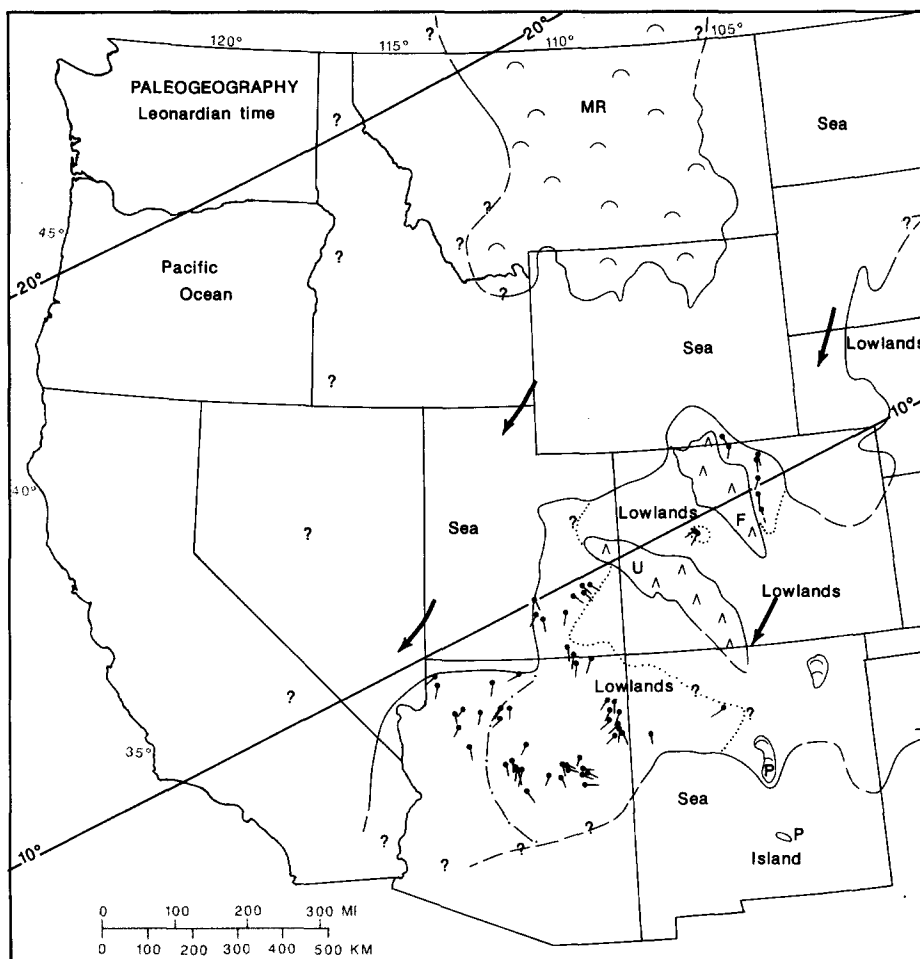 120°
115°
?
20°
110°
?
105°
PALEOGEOGRAPHY
Leonardian time
MR
?
?
Sea
45°
?
?
?
20°
Pacific
Ocean
?
?
Sea
Lowlands
?
10°
40°
?
Sea
?
Lowlands
F
U
Lowlands
Lowlands
?
?
?
35°
P
Sea
?
?
?
P
Island
10°
0 100 200 300 MI
0 100 200 300 400 500 KM